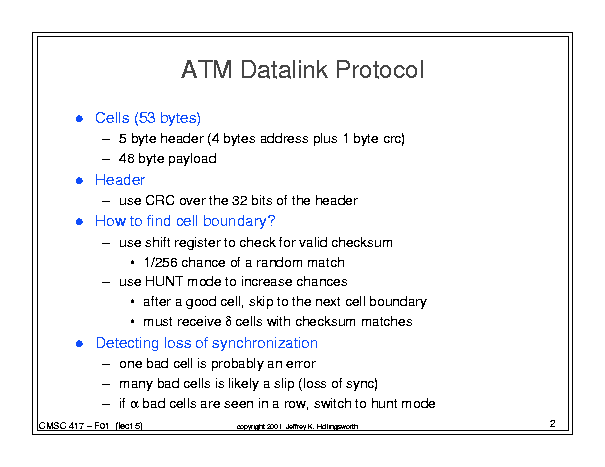 ATM Datalink Protocol
● Cells (53 bytes)
– 5 byte header (4 bytes address plus 1 byte crc)
– 48 byte payload
● Header
– use CRC over the 32 bits of the header
● How to find cell boundary?
– use shift register to check for valid checksum
• 1/256 chance of a random match
– use HUNT mode to increase chances
• after a good cell, skip to the next cell boundary
• must receive δ cells with checksum matches
● Detecting loss of synchronization
– one bad cell is probably an error
– many bad cells is likely a slip (loss of sync)
– if α bad cells are seen in a row, switch to hunt mode
CMSC 417 – F01 (lect 5) copyright 2001 Jeffrey K. Hollingsworth 2